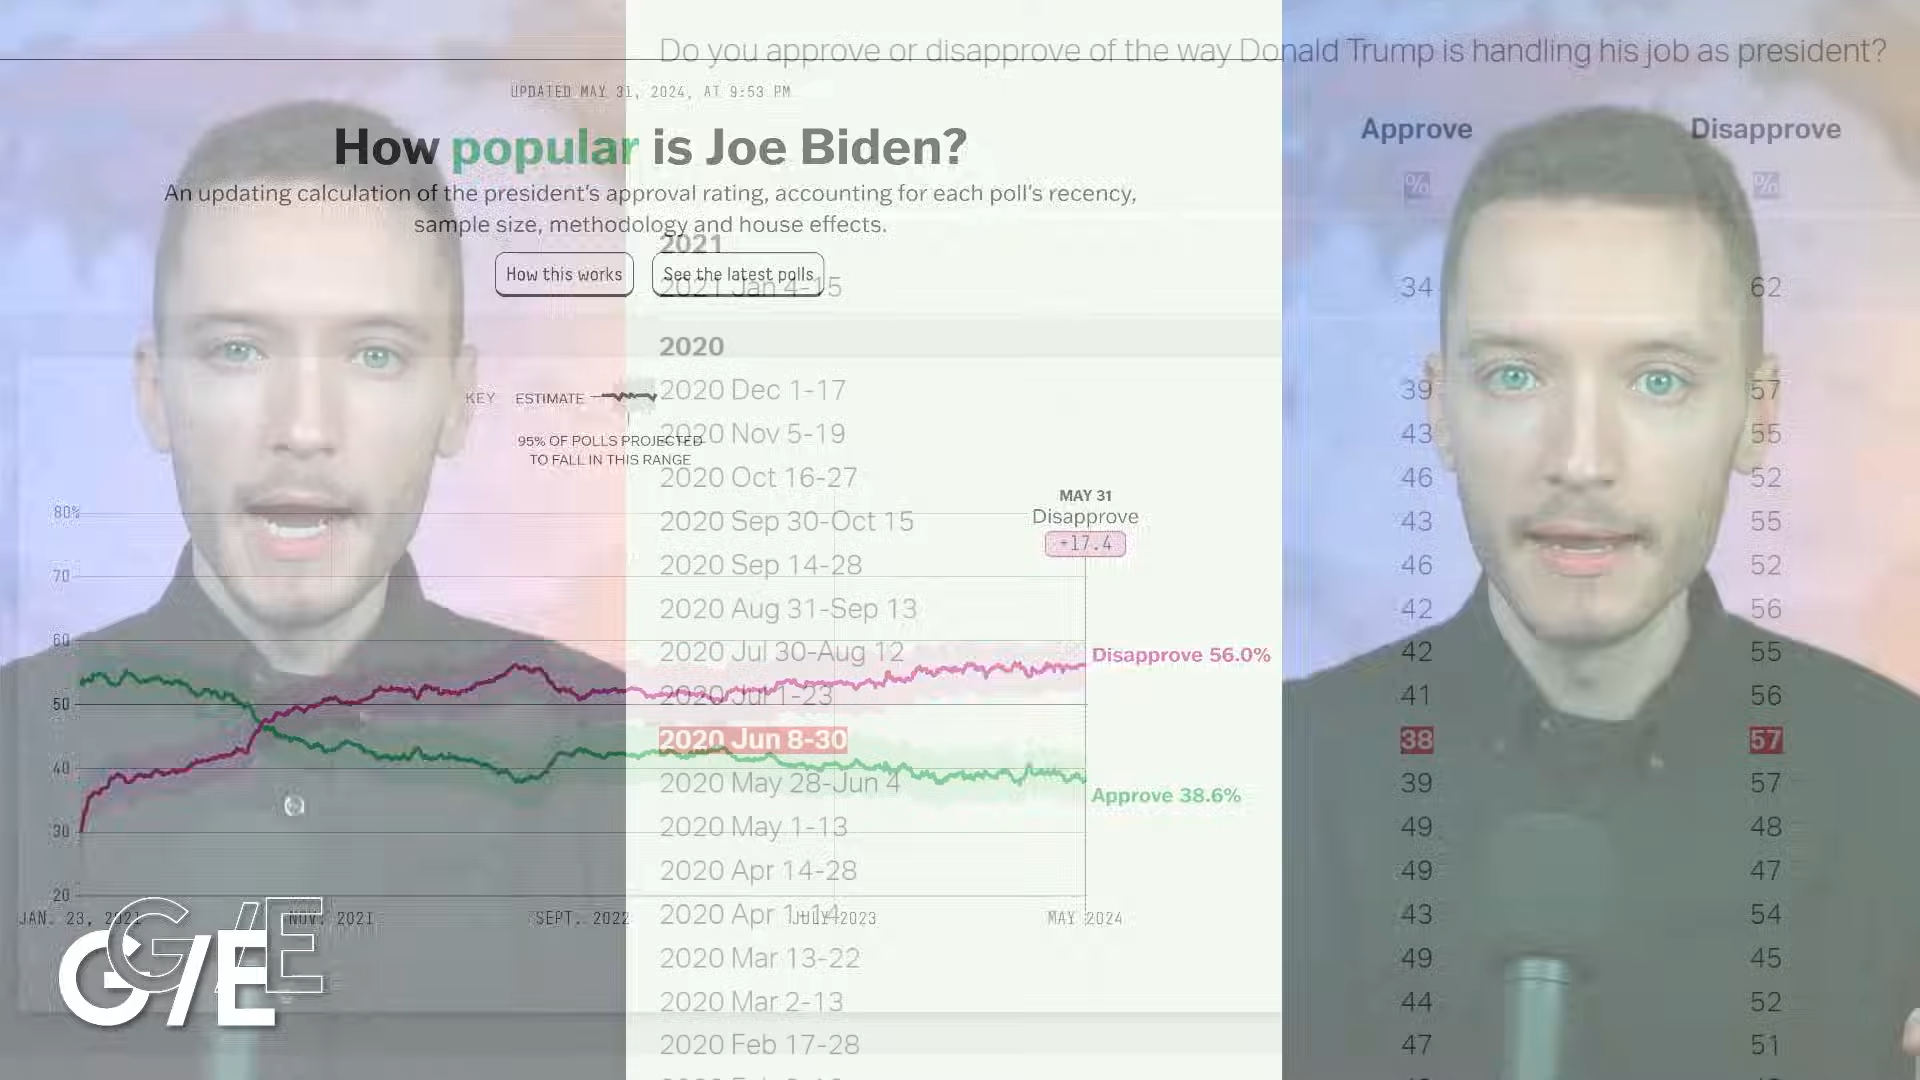 Do you approve or disapprove of the way Donald Trump is handling his job as president?
UPDATED MAY 31, 2024, AT 9:53 PM
Approve Disapprove
How popular is Joe Biden?
% %
An updating calculation of the president's approval rating, accounting for each poll's recency,
sample size, methodology and house effects.
2021
How this works See the latest polls
2021 Jan 4-15 34 62
2020
2020 Dec 1-17 39 57
KEY ESTIMATE
2020 Nov 5-19 43 55
95% OF POLLS PROJECTED
TO FALL IN THIS RANGE
2020 Oct 16-27 46 52
MAY 31
Disapprove
+17.4
80%
2020 Sep 30-Oct 15 43 55
2020 Sep 14-28 46 52
70
2020 Aug 31-Sep 13 42 56
60
2020 Jul 30-Aug 12 42 55
Disapprove 56.0%
2020 Jul 1-23 41 56
50
2020 Jun 8-30 38 57
40
2020 May 28-Jun 4 39 57
Approve 38.6%
2020 May 1-13 49 48
30
2020 Apr 14-28 49 47
20
2020 Apr 1-14 43 54
JAN. 23, 2021 NOV. 2021 SEPT. 2022 JULY 2023 MAY 2024
2020 Mar 13-22 49 45
2020 Mar 2-13 44 52
2020 Feb 17-28 47 51
G/E
G/E